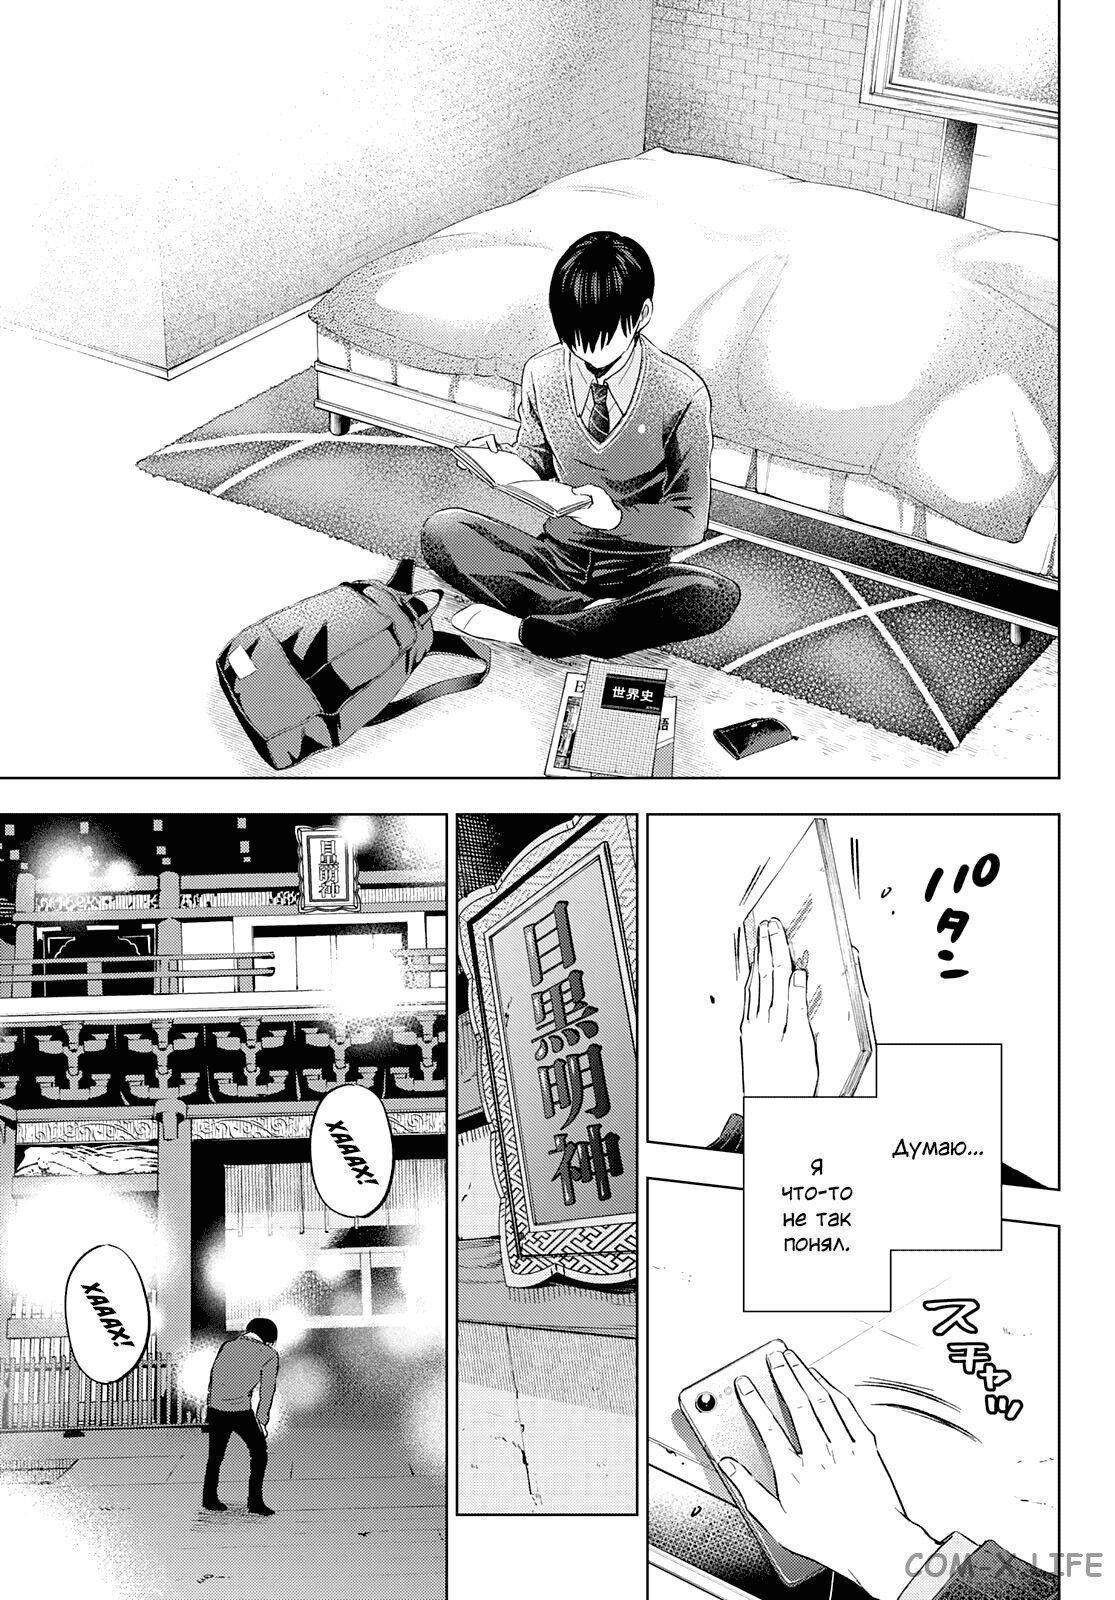 世界史
E
語
パタン
Думаю...
Я
что-то
не так
понял.
スチャッ
目黒明神
目黒明神
ХАААХ!
ХАААХ!
COM-X.LIFE